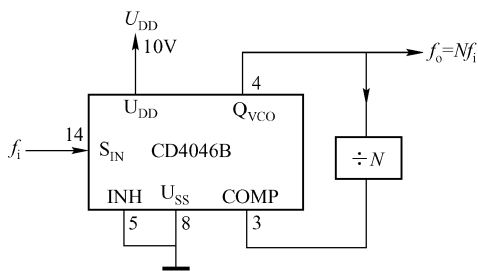 U_DD
10V
4
f_o=Nf_i
U_DD
Q_VCO
14
f_i
S_IN
CD4046B
÷N
INH
U_SS
COMP
5
8
3